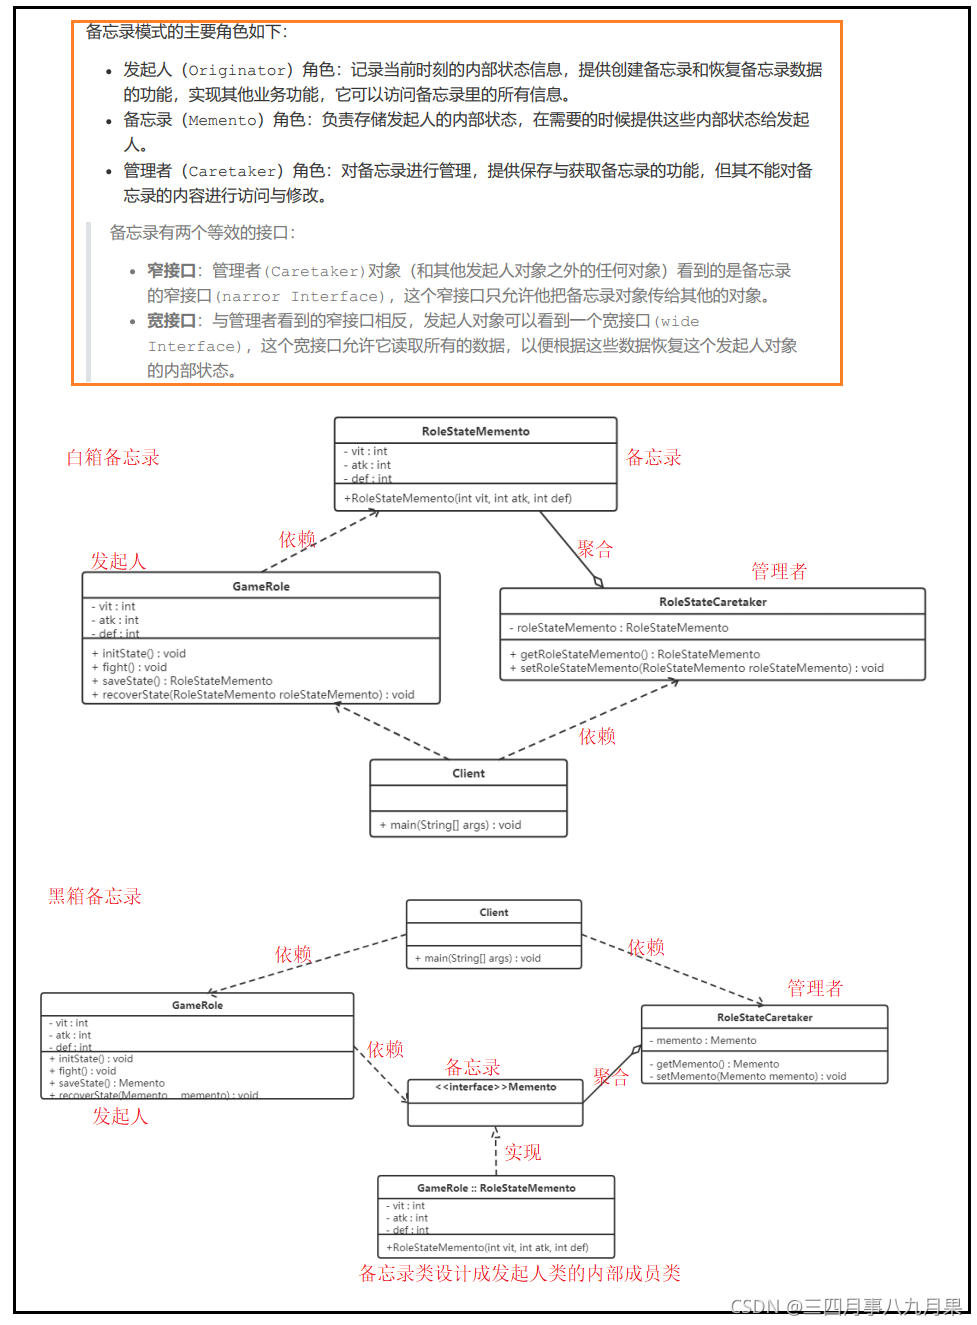 备忘录模式的主要角色如下：
发起人（Originator）角色：记录当前时刻的内部状态信息，提供创建备忘录和恢复备忘录数据
的功能，实现其他业务功能，它可以访问备忘录里的所有信息。
备忘录（Memento）角色：负责存储发起人的内部状态，在需要的时候提供这些内部状态给发起
人。
管理者（Caretaker）角色：对备忘录进行管理，提供保存与获取备忘录的功能，但其不能对备
忘录的内容进行访问与修改。
备忘录有两个等效的接口：
窄接口：管理者(Caretaker)对象（和其他发起人对象之外的任何对象）看到的是备忘录
的窄接口(narror Interface)，这个窄接口只允许他把备忘录对象传给其他的对象。
宽接口：与管理者看到的窄接口相反，发起人对象可以看到一个宽接口(wide
Interface)，这个宽接口允许它读取所有的数据，以便根据这些数据恢复这个发起人对象
的内部状态。
白箱备忘录
RoleStateMemento
- vit : int
- atk : int
- def : int
+RoleStateMemento(int vit, int atk, int def)
备忘录
依赖
聚合
发起人
GameRole
- vit : int
- atk : int
- def : int
+ initState() : void
+ fight() : void
+ saveState() : RoleStateMemento
+ recoverState(RoleStateMemento roleStateMemento) : void
管理者
RoleStateCaretaker
- roleStateMemento : RoleStateMemento
+ getRoleStateMemento() : RoleStateMemento
+ setRoleStateMemento(RoleStateMemento roleStateMemento) : void
依赖
Client
+ main(String[] args) : void
黑箱备忘录
Client
+ main(String[] args) : void
依赖
依赖
GameRole
- vit : int
- atk : int
- def : int
+ initState() : void
+ fight() : void
+ saveState() : Memento
+ recoverState(Memento memento) : void
发起人
管理者
RoleStateCaretaker
- memento : Memento
- getMemento() : Memento
- setMemento(Memento memento) : void
依赖
备忘录
<<interface>>Memento
聚合
实现
GameRole :: RoleStateMemento
- vit : int
- atk : int
- def : int
+RoleStateMemento(int vit, int atk, int def)
备忘录类设计成发起人类的内部成员类
CSDN @三四月事八九月果